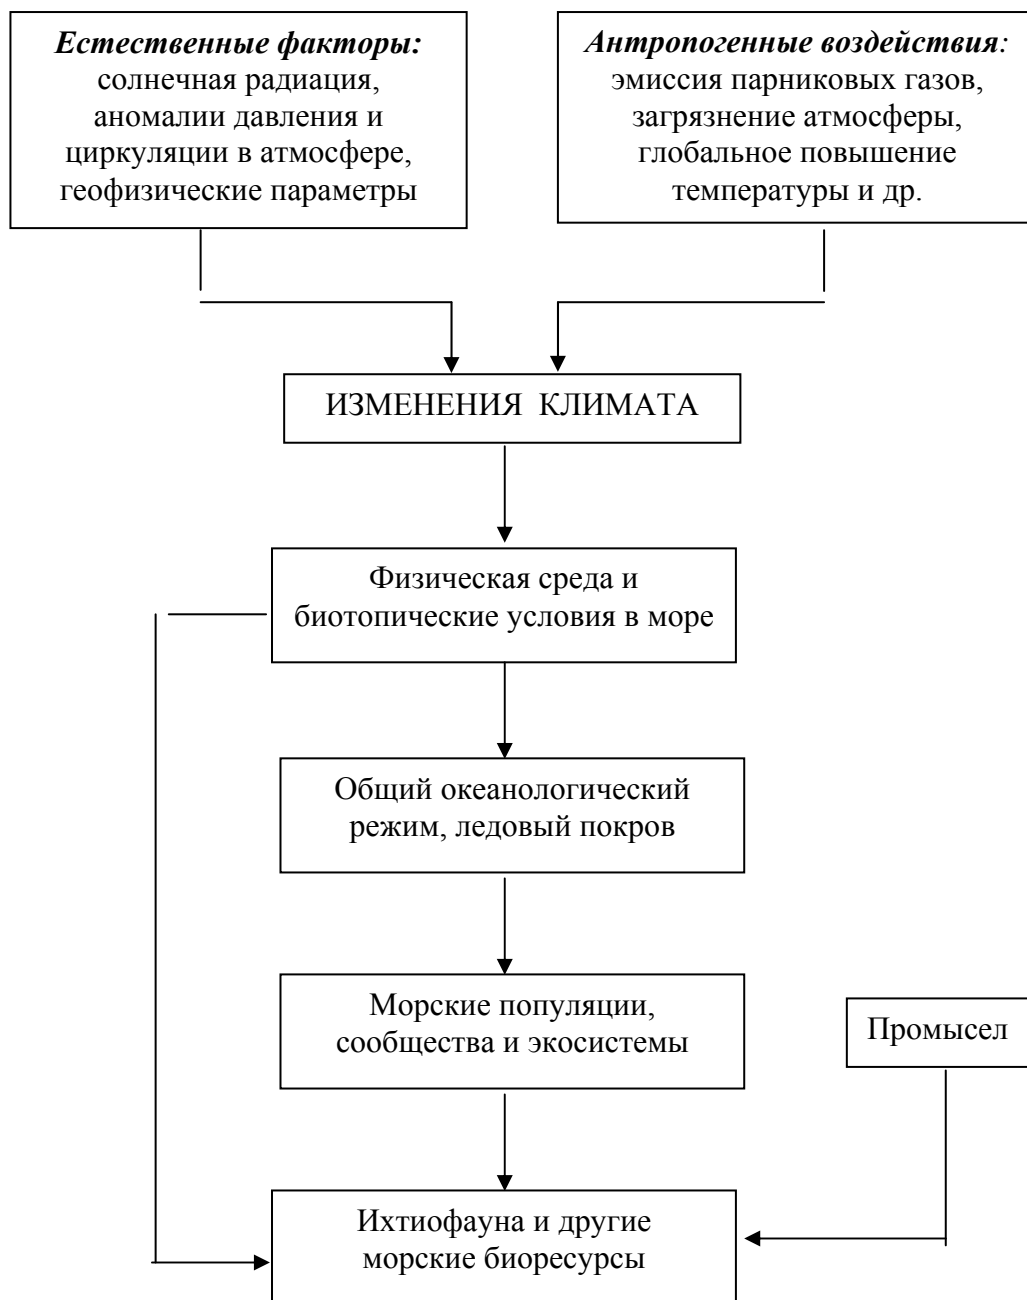 Естественные факторы:
солнечная радиация,
аномалии давления и
циркуляции в атмосфере,
геофизические параметры
Антропогенные воздействия:
эмиссия парниковых газов,
загрязнение атмосферы,
глобальное повышение
температуры и др.
ИЗМЕНЕНИЯ КЛИМАТА
Физическая среда и
биотопические условия в море
Общий океанологический
режим, ледовый покров
Морские популяции,
сообщества и экосистемы
Промысел
Ихтиофауна и другие
морские биоресурсы